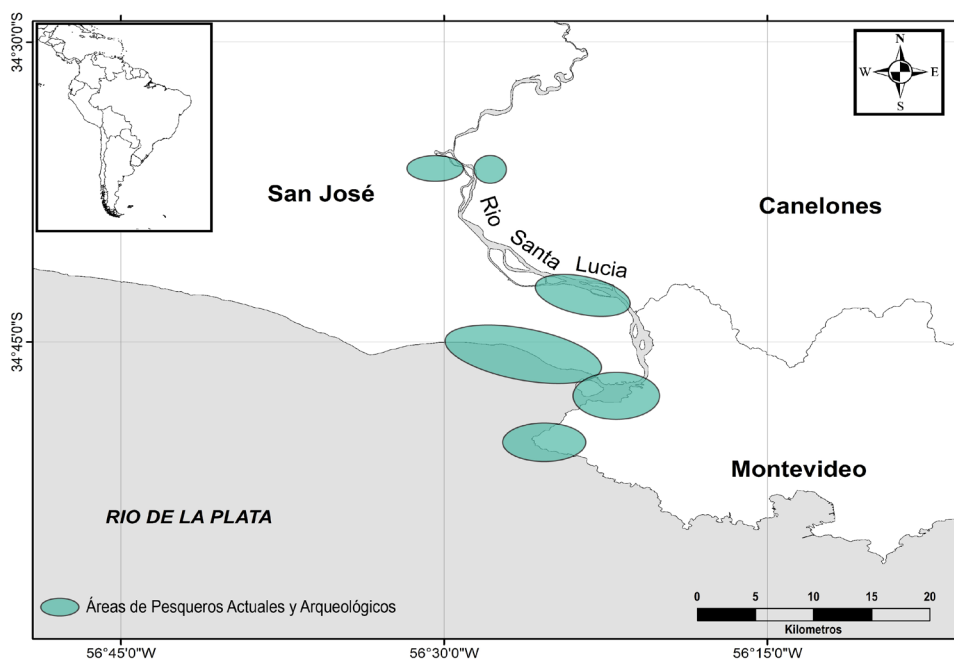 34°30'0"S
N
W E
S
San José
Canelones
Rio Santa Lucia
34°45'0"S
Montevideo
RIO DE LA PLATA
Áreas de Pesqueros Actuales y Arqueológicos
0 5 10 15 20
Kilometros
56°45'0"W 56°30'0"W 56°15'0"W